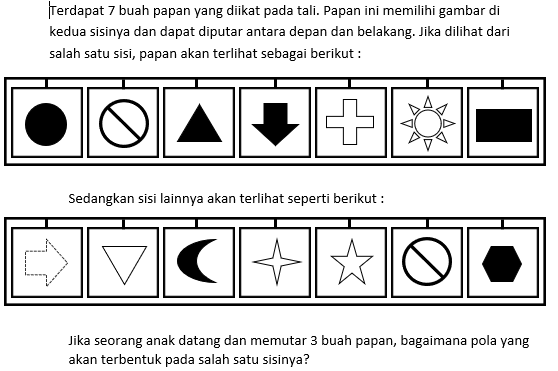 Terdapat 7 buah papan yang diikat pada tali. Papan ini memilihi gambar di
kedua sisinya dan dapat diputar antara depan dan belakang. Jika dilihat dari
salah satu sisi, papan akan terlihat sebagai berikut :
Sedangkan sisi lainnya akan terlihat seperti berikut :
Jika seorang anak datang dan memutar 3 buah papan, bagaimana pola yang
akan terbentuk pada salah satu sisinya?